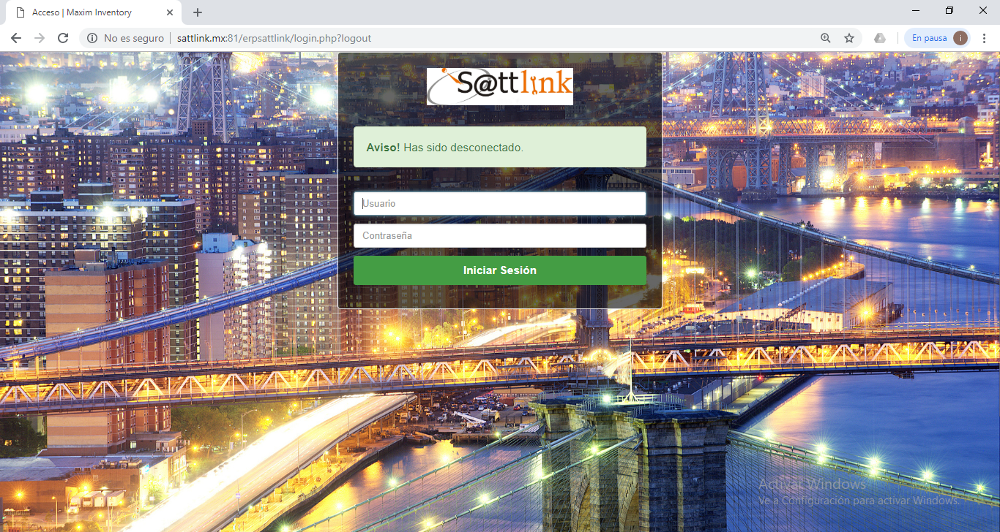 Acceso | Maxim Inventory
No es seguro
sattlink.mx:81/erpsattlink/login.php?logout
En pausa
i
S@ttlink
Aviso! Has sido desconectado.
Usuario
Contraseña
Iniciar Sesión
Activar Windows
Ve a Configuración para activar Windows.